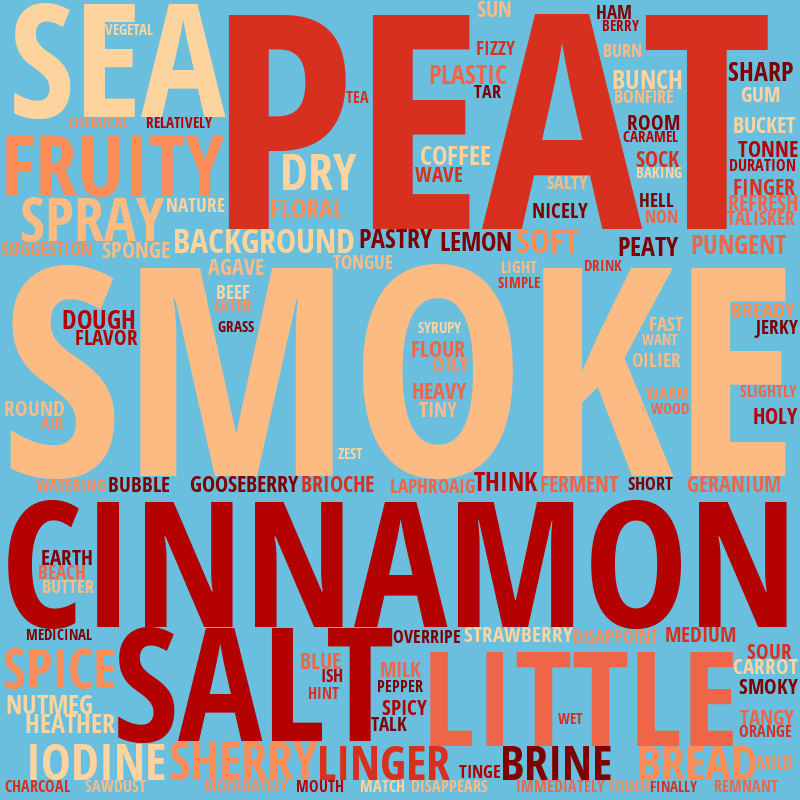 SEA
PEAT
SUN
HAM
BERRY
VEGETAL
FIZZY
BURN
PLASTIC
TAR
BUNCH
BONFIRE
SHARP
GUM
TEA
CHEMICAL
RELATIVELY
ROOM
CARAMEL
BUCKET
FRUITY
DRY
COFFEE
WAVE
SOCK
BAKING
TONNE
DURATION
SALTY
FINGER
SPRAY
NATURE
FLORAL
NICELY
HELL
NON
REFRESH
TALISKER
SUGGESTION
SPONGE
BACKGROUND
PASTRY
LEMON
SOFT
PEATY
PUNGENT
AGAVE
TONGUE
LIGHT
DRINK
SIMPLE
SMOKE
BEEF
LATER
GRASS
DOUGH
FLAVOR
SYRUPY
FLOUR
OILY
FAST
WANT
OILIER
BREADY
JERKY
HEAVY
TINY
WARM
WOOD
SLIGHTLY
ROUND
AIR
HOLY
ZEST
WATERING
BUBBLE
GOOSEBERRY
BRIOCHE
LAPHROAIG
THINK
FERMENT
SHORT
GERANIUM
CINNAMON
EARTH
BEACH
BUTTER
MEDICINAL
SALT
OVERRIPE
STRAWBERRY
DISAPPOINT
MEDIUM
SPICE
BLUE
ISH
HINT
MILK
PEPPER
LITTLE
SOUR
CARROT
SMOKY
NUTMEG
HEATHER
SPICY
TALK
WET
TANGY
ORANGE
IODINE
SHERRY
LINGER
TINGE
BRINE
BREAD
MILD
CHARCOAL
SAWDUST
MODERATELY
MOUTH
MATCH
DISAPPEARS
IMMEDIATELY
TOUCH
FINALLY
REMNANT